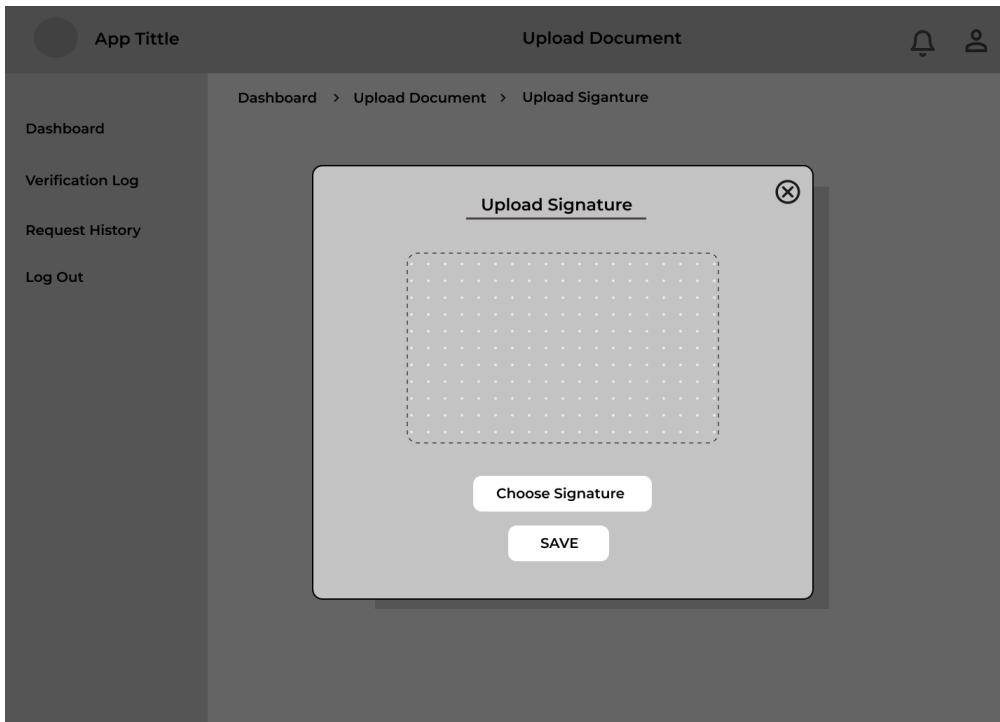 App Tittle
Upload Document
Dashboard > Upload Document > Upload Siganture
Dashboard
Verification Log
Request History
Log Out
Upload Signature
Choose Signature
SAVE